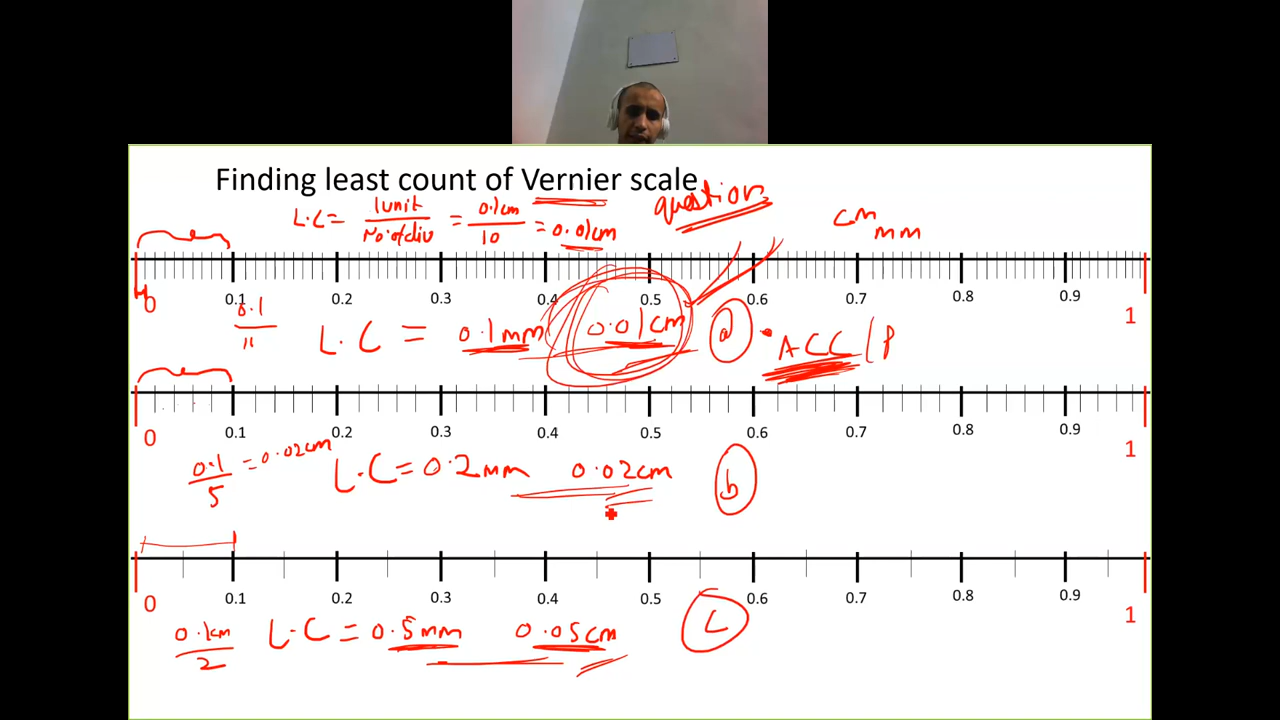 Finding least count of Vernier scale
question
L.C = 1unit / No. of div = 0.1cm / 10 = 0.01cm
cm
mm
0 0.1 0.2 0.3 0.4 0.5 0.6 0.7 0.8 0.9 1
0.1
L.C = 0.1mm 0.01cm a • ACC / P
0 0.1 0.2 0.3 0.4 0.5 0.6 0.7 0.8 0.9 1
0.1 / 5 = 0.02cm L.C = 0.2mm 0.02cm b
0 0.1 0.2 0.3 0.4 0.5 0.6 0.7 0.8 0.9 1
0.1cm / 2 L.C = 0.5mm 0.05cm c